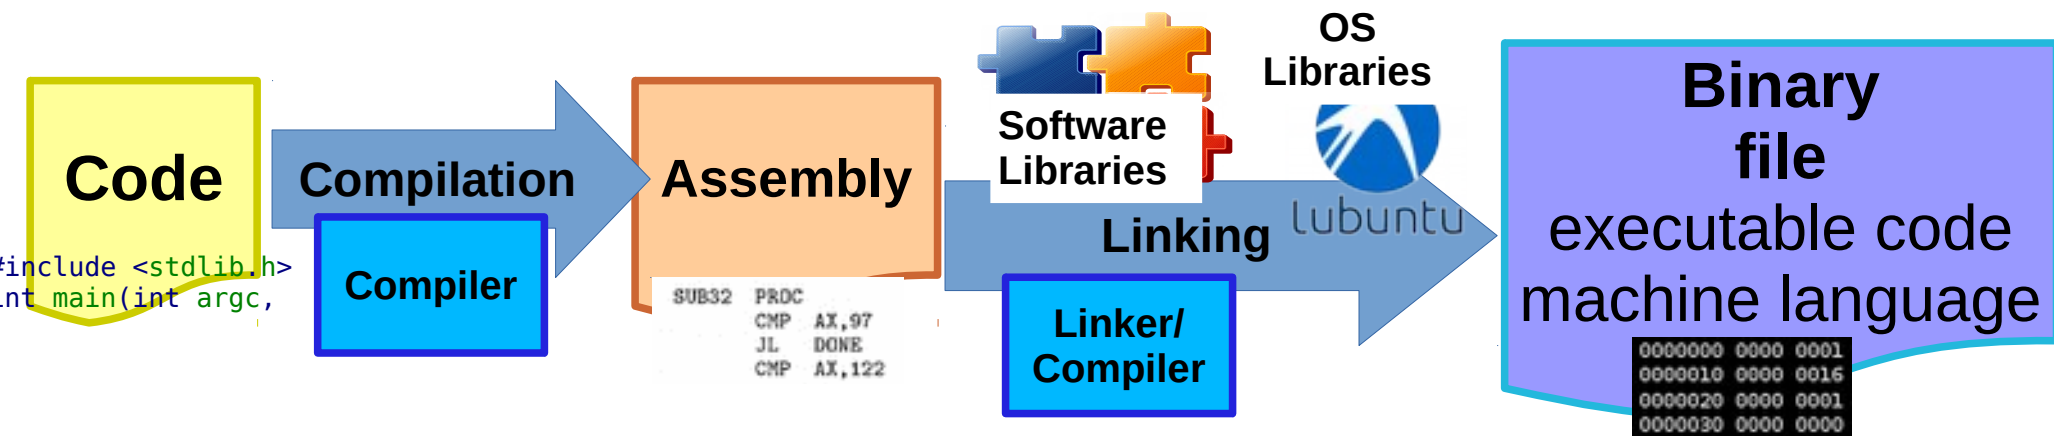 Code
#include <stdlib.h>
int main(int argc,
Compilation
Compiler
Assembly
SUB32 PROC
CMP AX,97
JL DONE
CMP AX,122
Software
Libraries
OS
Libraries
Lubuntu
Linking
Linker/
Compiler
Binary
file
executable code
machine language
0000000 0000 0001
0000010 0000 0016
0000020 0000 0001
0000030 0000 0000